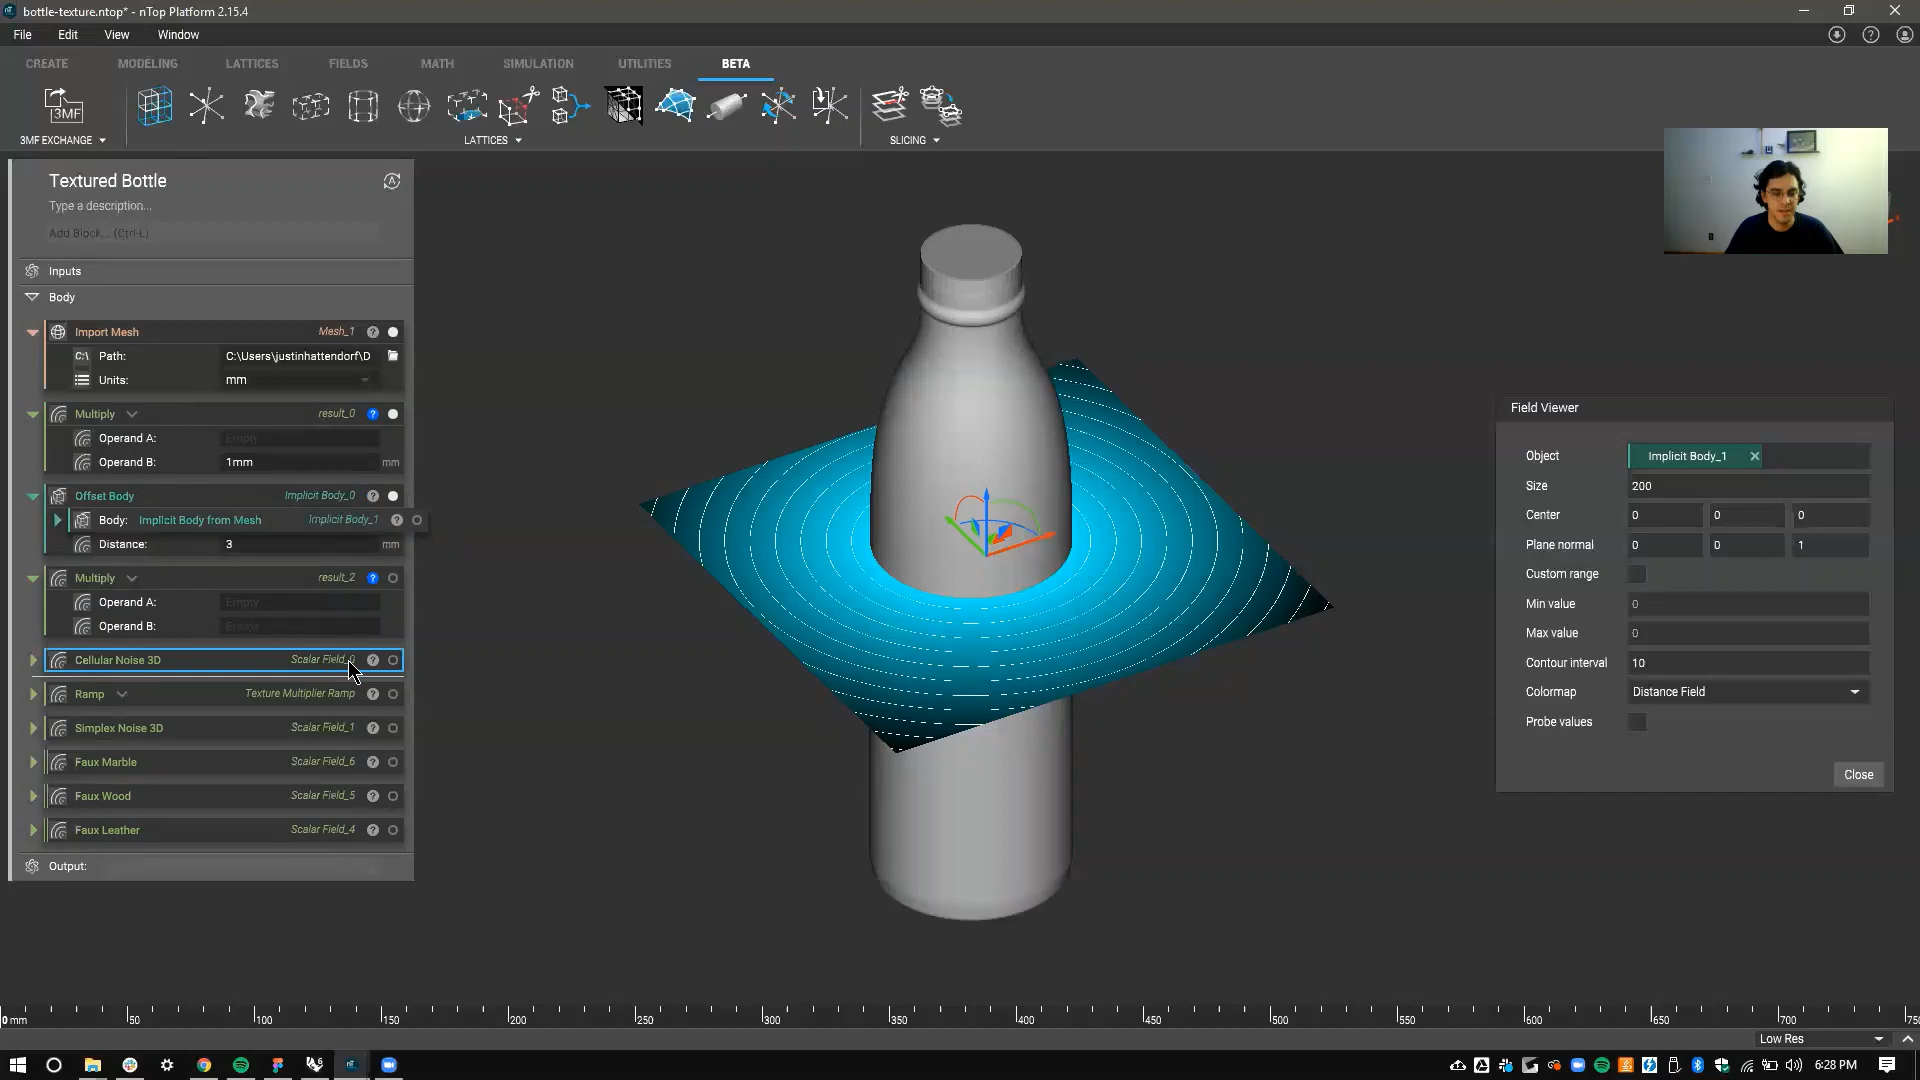 bottle-texture.ntop* - nTop Platform 2.15.4
File Edit View Window
CREATE MODELING LATTICES FIELDS MATH SIMULATION UTILITIES BETA
3MF
3MF EXCHANGE LATTICES SLICING
Textured Bottle
Type a description...
Add Block... (Ctrl-L)
Inputs
Body
Import Mesh Mesh_1
C:\ Path: C:\Users\justinhattendorf\D
Units: mm
Multiply result_0
Operand A: Empty
Operand B: 1mm mm
Offset Body Implicit Body_0
Body: Implicit Body from Mesh Implicit Body_1
Distance: 3 mm
Multiply result_2
Operand A: Empty
Operand B: Empty
Cellular Noise 3D Scalar Field_0
Ramp Texture Multiplier Ramp
Simplex Noise 3D Scalar Field_1
Faux Marble Scalar Field_6
Faux Wood Scalar Field_5
Faux Leather Scalar Field_4
Output:
Field Viewer
Object Implicit Body_1
Size 200
Center 0 0 0
Plane normal 0 0 1
Custom range
Min value 0
Max value 0
Contour interval 10
Colormap Distance Field
Probe values
Close
0 mm 50 100 150 200 250 300 350 400 450 500 550 600 650 700 750
Low Res
6:28 PM